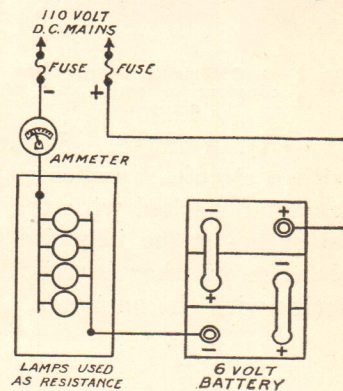 110 VOLT
D.C. MAINS
FUSE
FUSE
-
+
AMMETER
-
+
-
+
-
+
LAMPS USED
AS RESISTANCE
6 VOLT
BATTERY